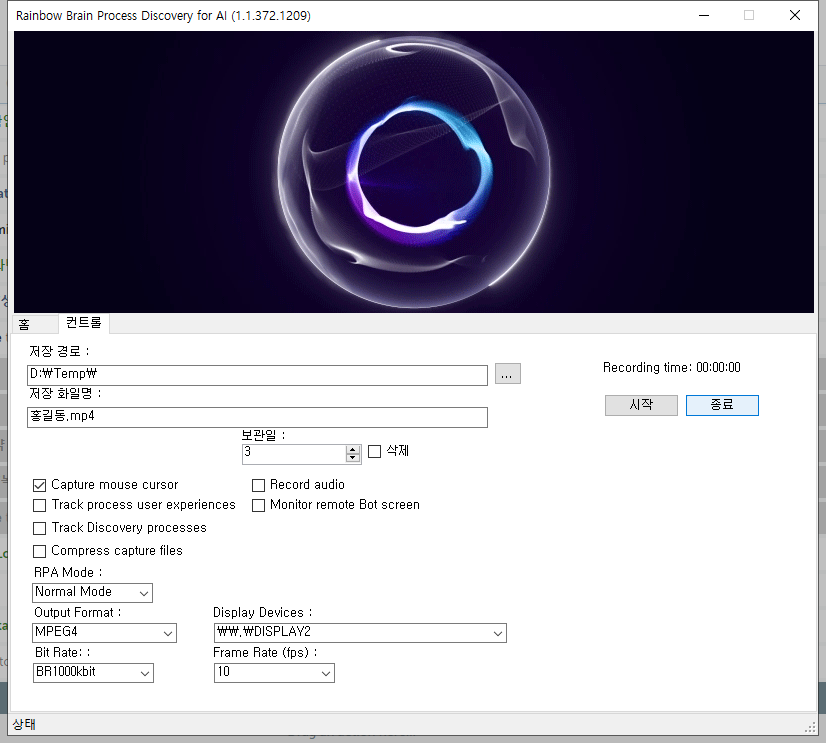 Rainbow Brain Process Discovery for AI (1.1.372.1209)
홈 컨트롤
저장 경로 :
D:₩Temp₩ ...
Recording time: 00:00:00
저장 화일명 :
홍길동.mp4
시작 종료
보관일 :
3 삭제
Capture mouse cursor Record audio
Track process user experiences Monitor remote Bot screen
Track Discovery processes
Compress capture files
RPA Mode :
Normal Mode
Output Format : Display Devices :
MPEG4 ₩₩.₩DISPLAY2
Bit Rate: : Frame Rate (fps) :
BR1000kbit 10
상태